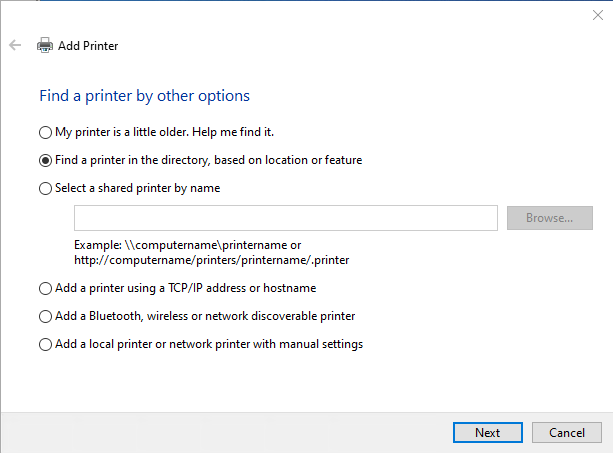 Add Printer
Find a printer by other options
My printer is a little older. Help me find it.
Find a printer in the directory, based on location or feature
Select a shared printer by name
Browse...
Example: \\computername\printername or
http://computername/printers/printername/.printer
Add a printer using a TCP/IP address or hostname
Add a Bluetooth, wireless or network discoverable printer
Add a local printer or network printer with manual settings
Next
Cancel